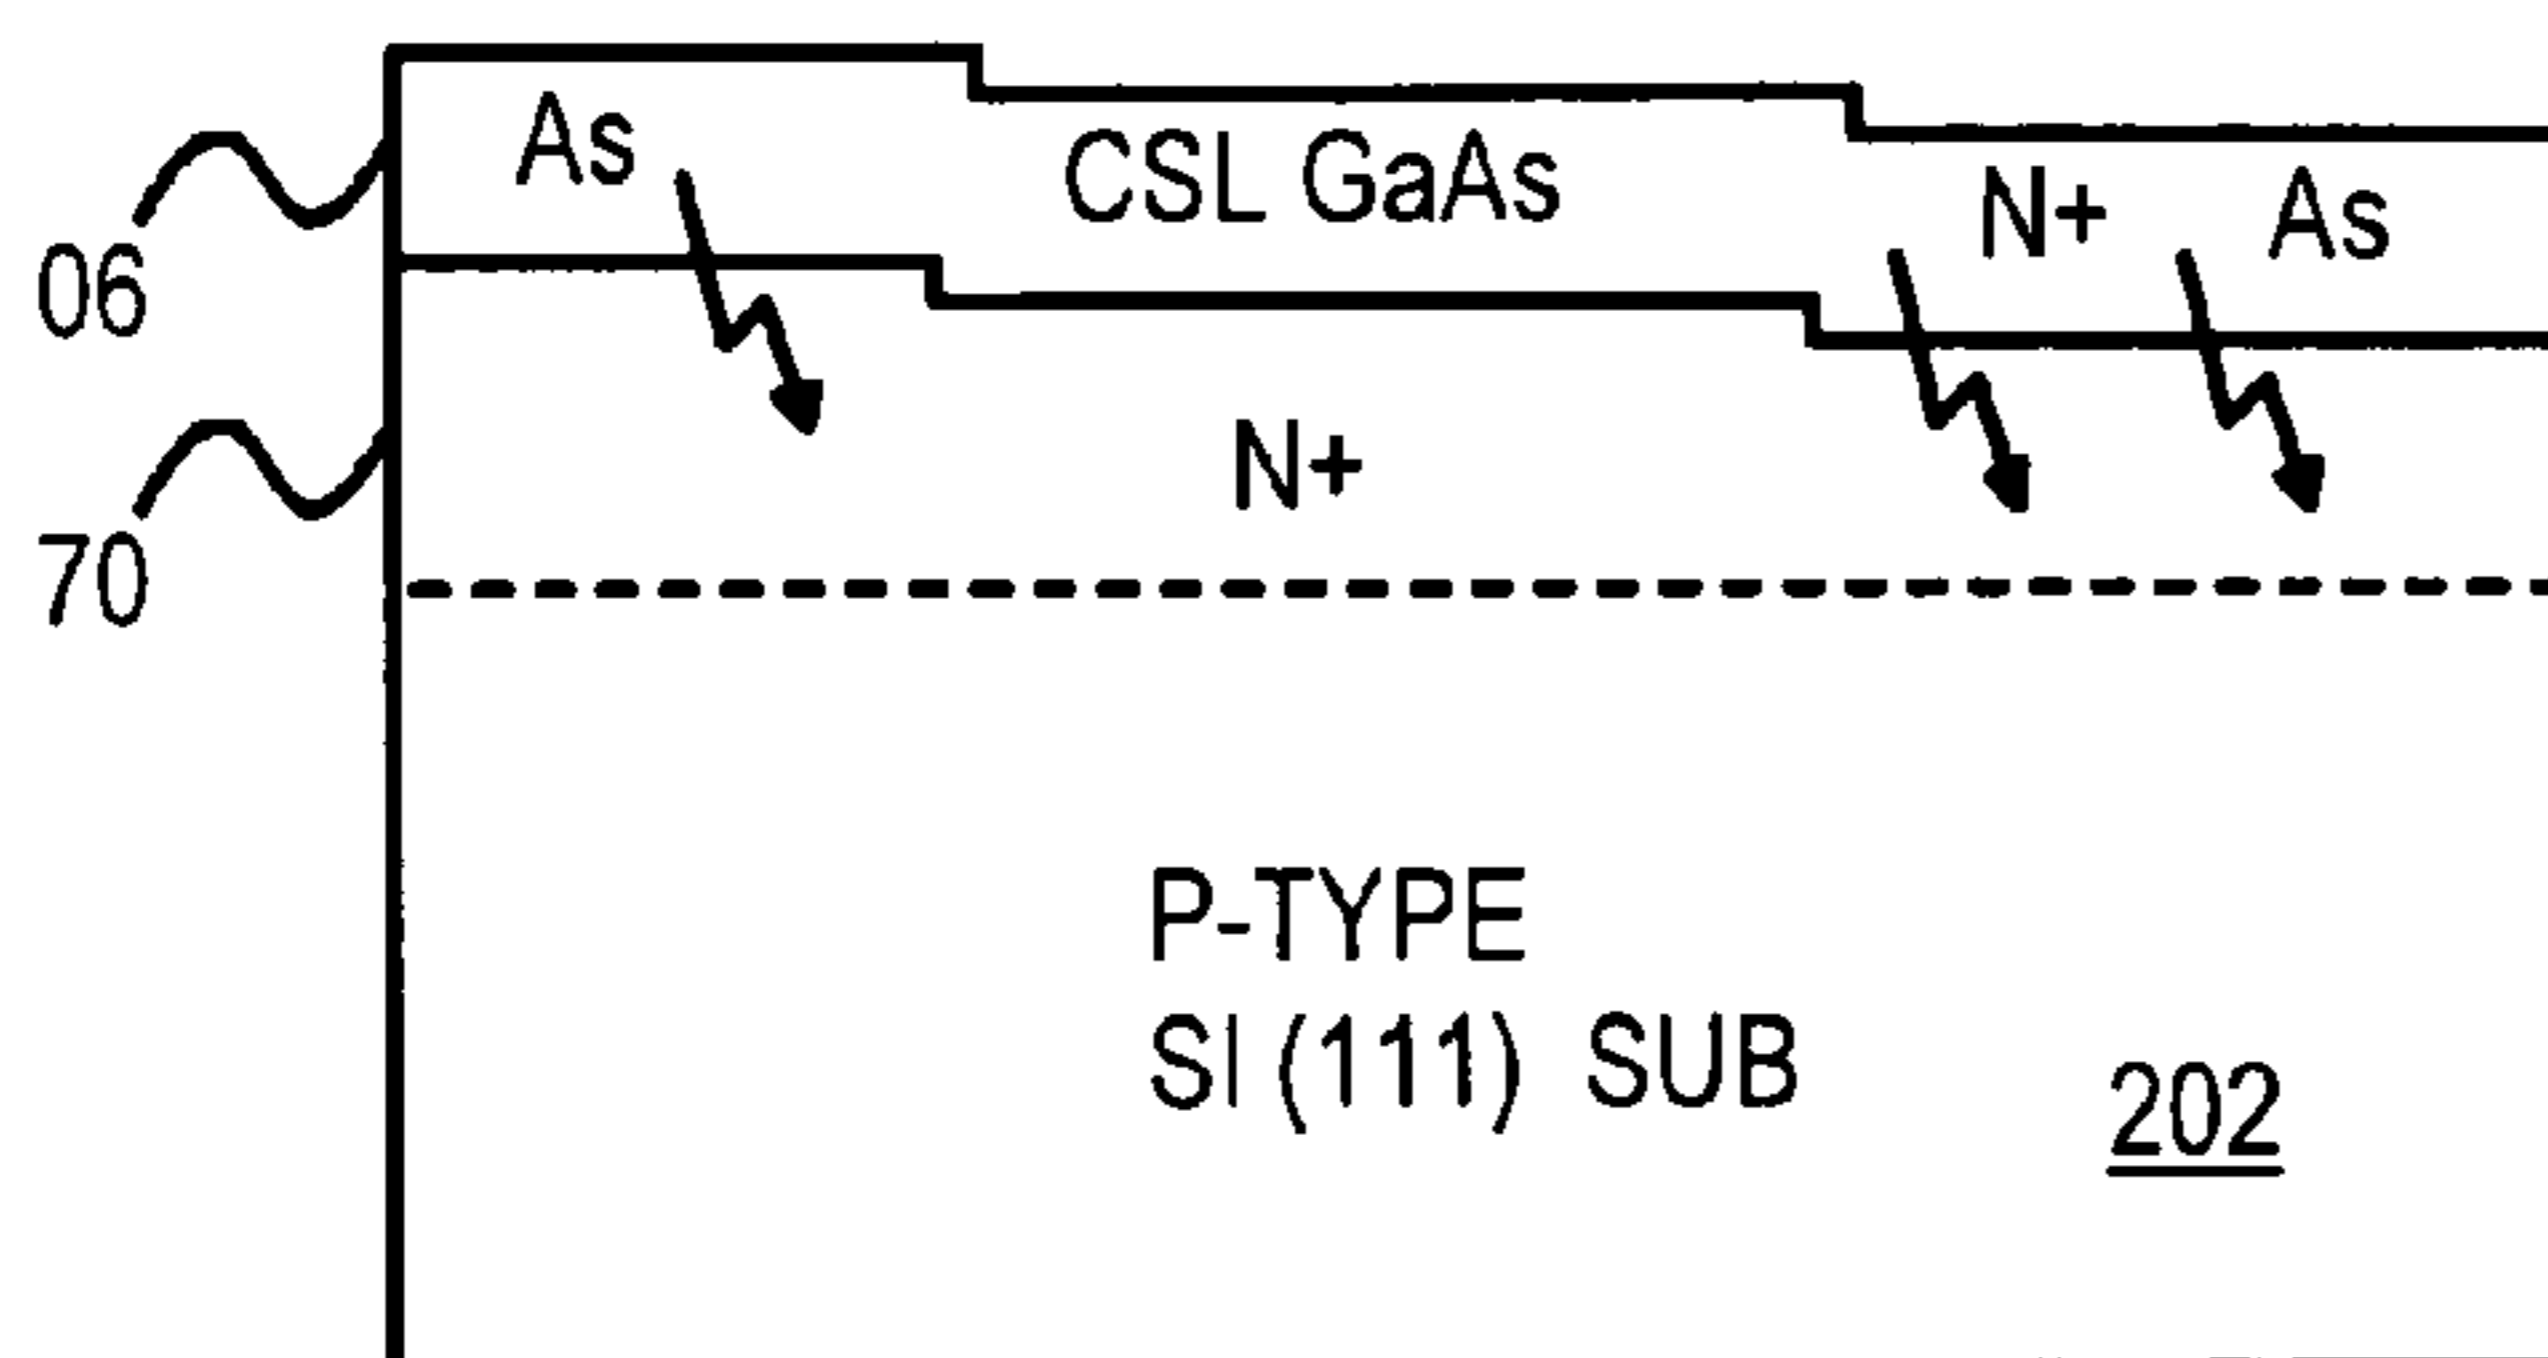 As
CSL GaAs
N+ As
06
N+
70
P-TYPE
SI (111) SUB
202